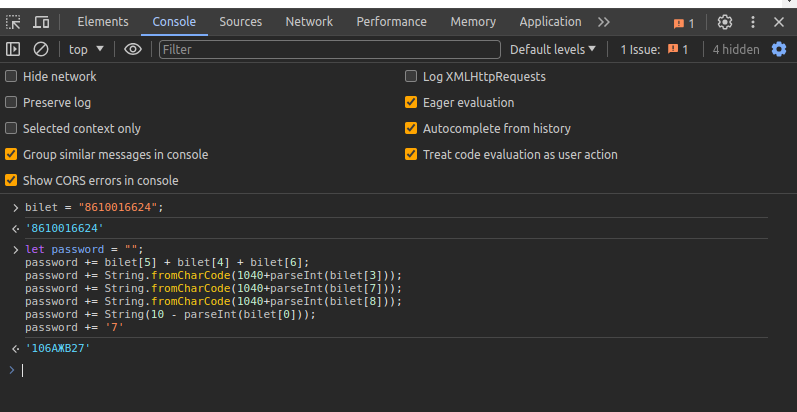 Elements Console Sources Network Performance Memory Application 1
top Filter Default levels 1 Issue: 1 4 hidden
Hide network Log XMLHttpRequests
Preserve log Eager evaluation
Selected context only Autocomplete from history
Group similar messages in console Treat code evaluation as user action
Show CORS errors in console
> bilet = "8610016624";
'8610016624'
> let password = "";
password += bilet[5] + bilet[4] + bilet[6];
password += String.fromCharCode(1040+parseInt(bilet[3]));
password += String.fromCharCode(1040+parseInt(bilet[7]));
password += String.fromCharCode(1040+parseInt(bilet[8]));
password += String(10 - parseInt(bilet[0]));
password += '7'
'106АЖВ27'
>